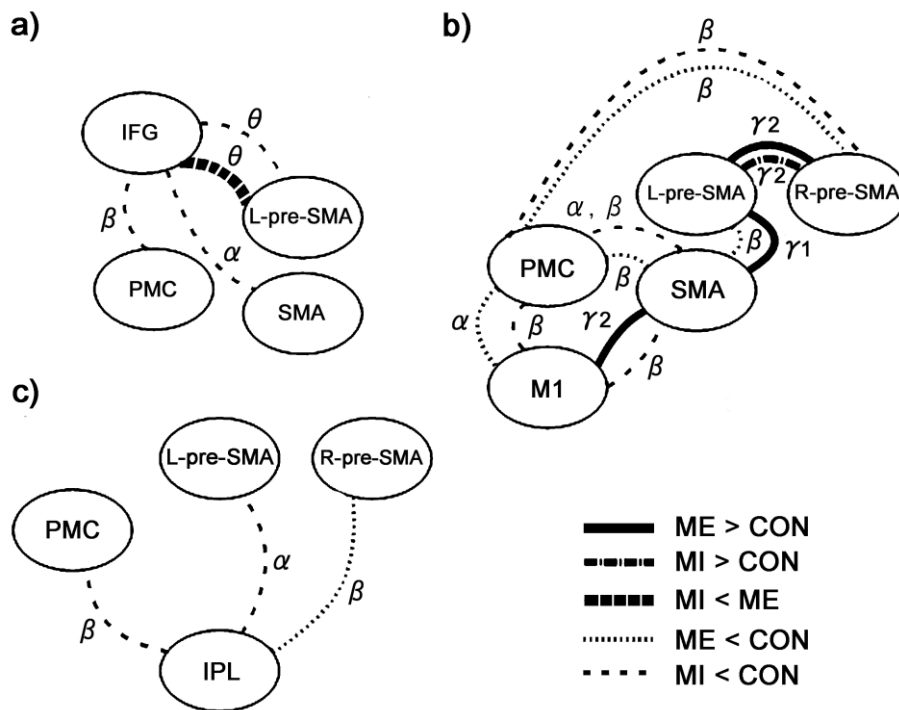 a)
IFG
θ
θ
L-pre-SMA
β
α
PMC
SMA
b)
β
β
γ2
γ2
L-pre-SMA
R-pre-SMA
α, β
β
γ1
PMC
β
SMA
α
β
γ2
β
M1
c)
L-pre-SMA
R-pre-SMA
PMC
α
β
β
IPL
ME > CON
MI > CON
MI < ME
ME < CON
MI < CON